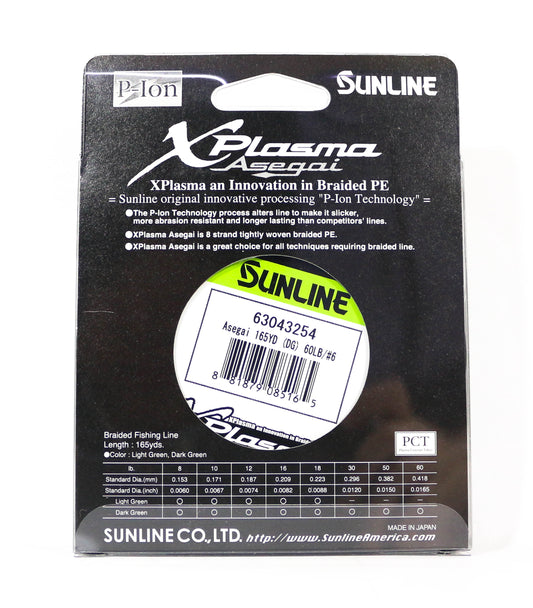 P-Ion
SUNLINE
XPlasma
Asegai
XPlasma an Innovation in Braided PE
= Sunline original innovative processing "P-Ion Technology" =
●The P-Ion Technology process alters line to make it slicker,
more abrasion resistant and longer lasting than competitors' lines.
●XPlasma Asegai is 8 strand tightly woven braided PE.
●XPlasma Asegai is a great choice for all techniques requiring braided line.
SUNLINE
63043254
Asegai 165YD (DG) 60LB/#6
8 81879 08516 5
XPlasma an Innovation in Braided PE
XPlasma
Braided Fishing Line
Length : 165yds.
●Color : Light Green, Dark Green
PCT
lb. 8 10 12 16 18 30 50 60
Standard Dia.(mm) 0.153 0.171 0.187 0.209 0.223 0.296 0.382 0.418
Standard Dia.(inch) 0.0060 0.0067 0.0074 0.0082 0.0088 0.0120 0.0150 0.0165
Light Green ○ ○ ○ ○ ○ — — —
Dark Green ○ ○ ○ ○ ○ ○ ○ ○
MADE IN JAPAN
SUNLINE CO.,LTD. http://www.SunlineAmerica.com